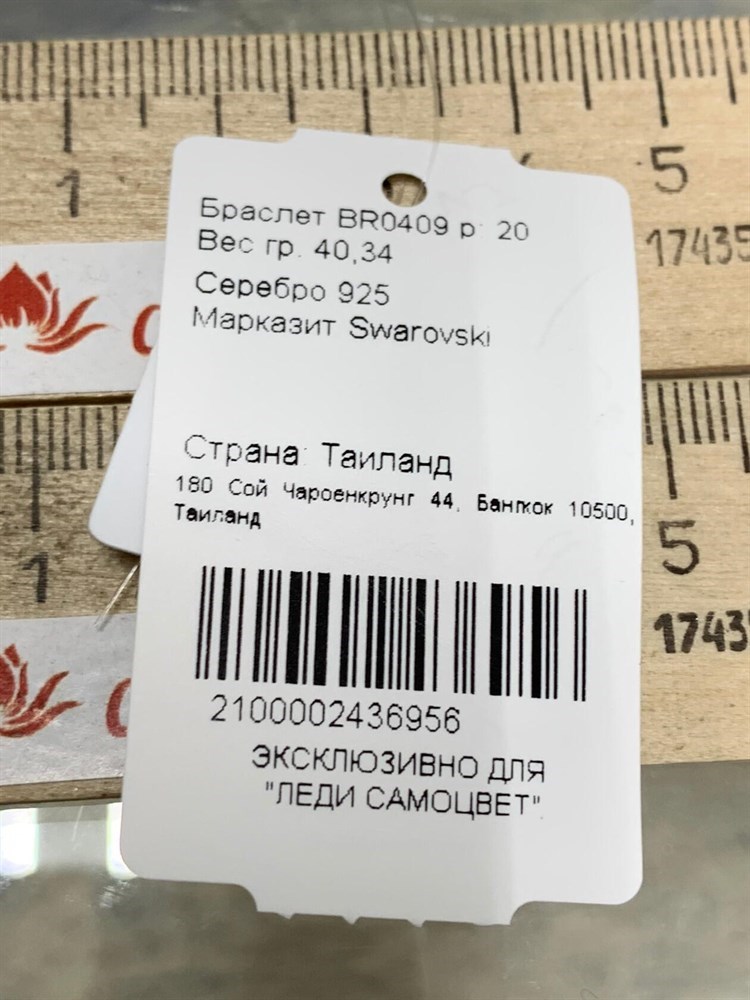 1
5
17435
Браслет BR0409 р: 20
Вес гр. 40,34
Серебро 925
Марказит Swarovski
Страна: Таиланд
180 Сой Чароенкрунг 44, Бангкок 10500,
Таиланд
1
5
1743
2100002436956
ЭКСКЛЮЗИВНО ДЛЯ
"ЛЕДИ САМОЦВЕТ"